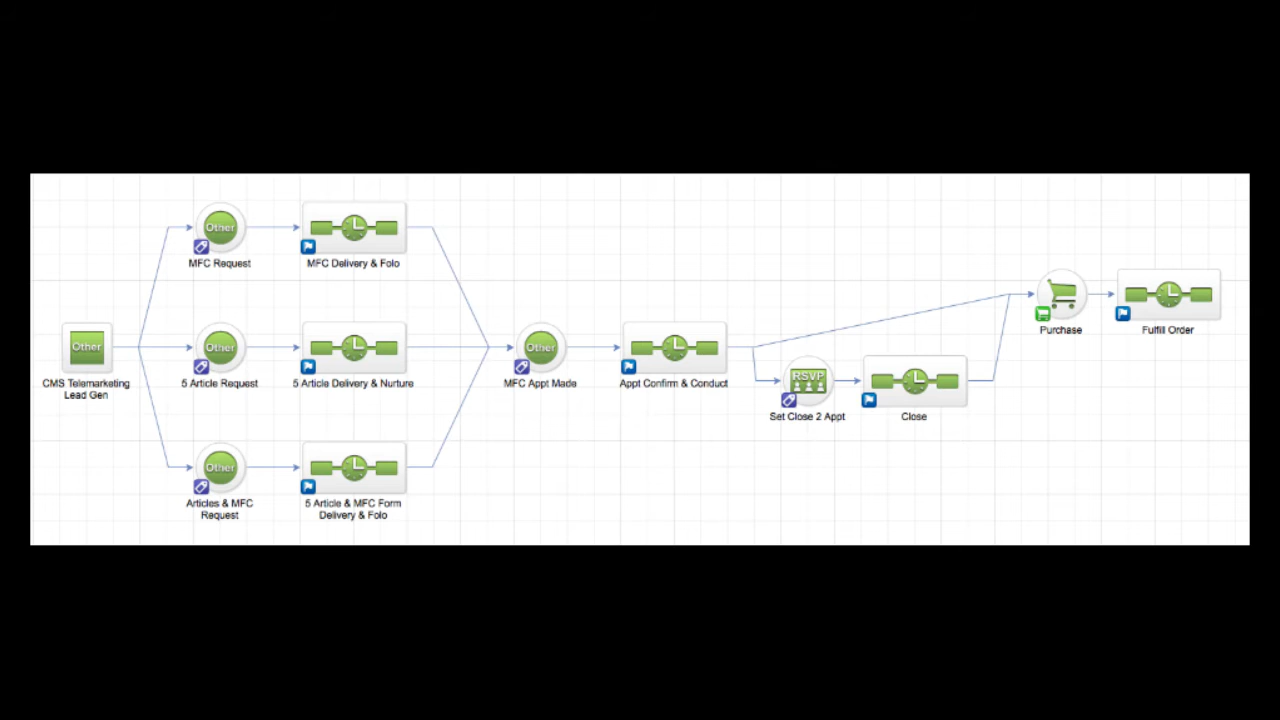 Other
MFC Request
MFC Delivery & Folo
Other
CMS Telemarketing
Lead Gen
Other
5 Article Request
5 Article Delivery & Nurture
Other
MFC Appt Made
Appt Confirm & Conduct
RSVP
Set Close 2 Appt
Close
Purchase
Fulfill Order
Other
Articles & MFC
Request
5 Article & MFC Form
Delivery & Folo